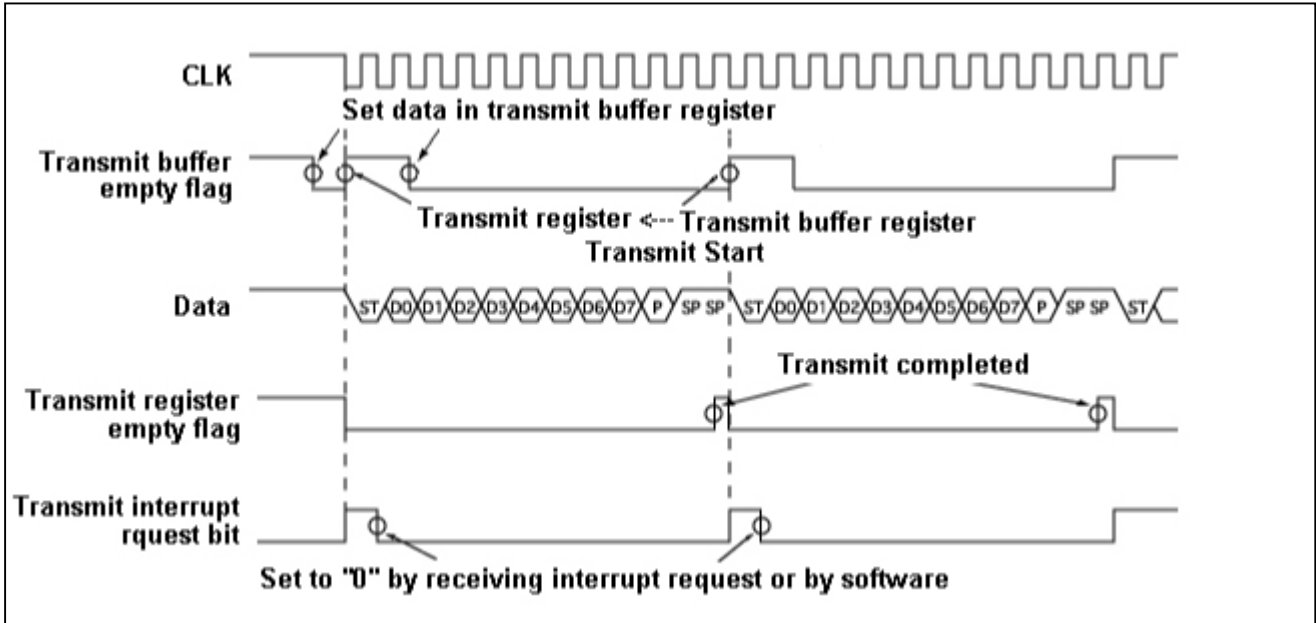 CLK
Set data in transmit buffer register
Transmit buffer
empty flag
Transmit register <--- Transmit buffer register
Transmit Start
Data
ST D0 D1 D2 D3 D4 D5 D6 D7 P SP SP ST D0 D1 D2 D3 D4 D5 D6 D7 P SP SP ST
Transmit completed
Transmit register
empty flag
Transmit interrupt
rquest bit
Set to "0" by receiving interrupt request or by software